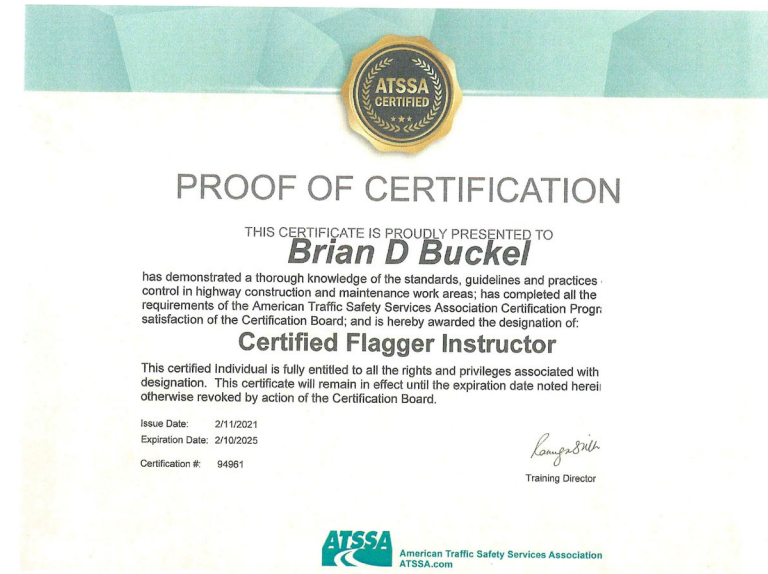 ATSSA
CERTIFIED
PROOF OF CERTIFICATION
THIS CERTIFICATE IS PROUDLY PRESENTED TO
Brian D Buckel
has demonstrated a thorough knowledge of the standards, guidelines and practices
control in highway construction and maintenance work areas; has completed all the
requirements of the American Traffic Safety Services Association Certification Progr
satisfaction of the Certification Board; and is hereby awarded the designation of:
Certified Flagger Instructor
This certified Individual is fully entitled to all the rights and privileges associated with
designation. This certificate will remain in effect until the expiration date noted herei
otherwise revoked by action of the Certification Board.
Issue Date: 2/11/2021
Expiration Date: 2/10/2025
Certification #: 94961
Training Director
ATSSA
American Traffic Safety Services Association
ATSSA.com